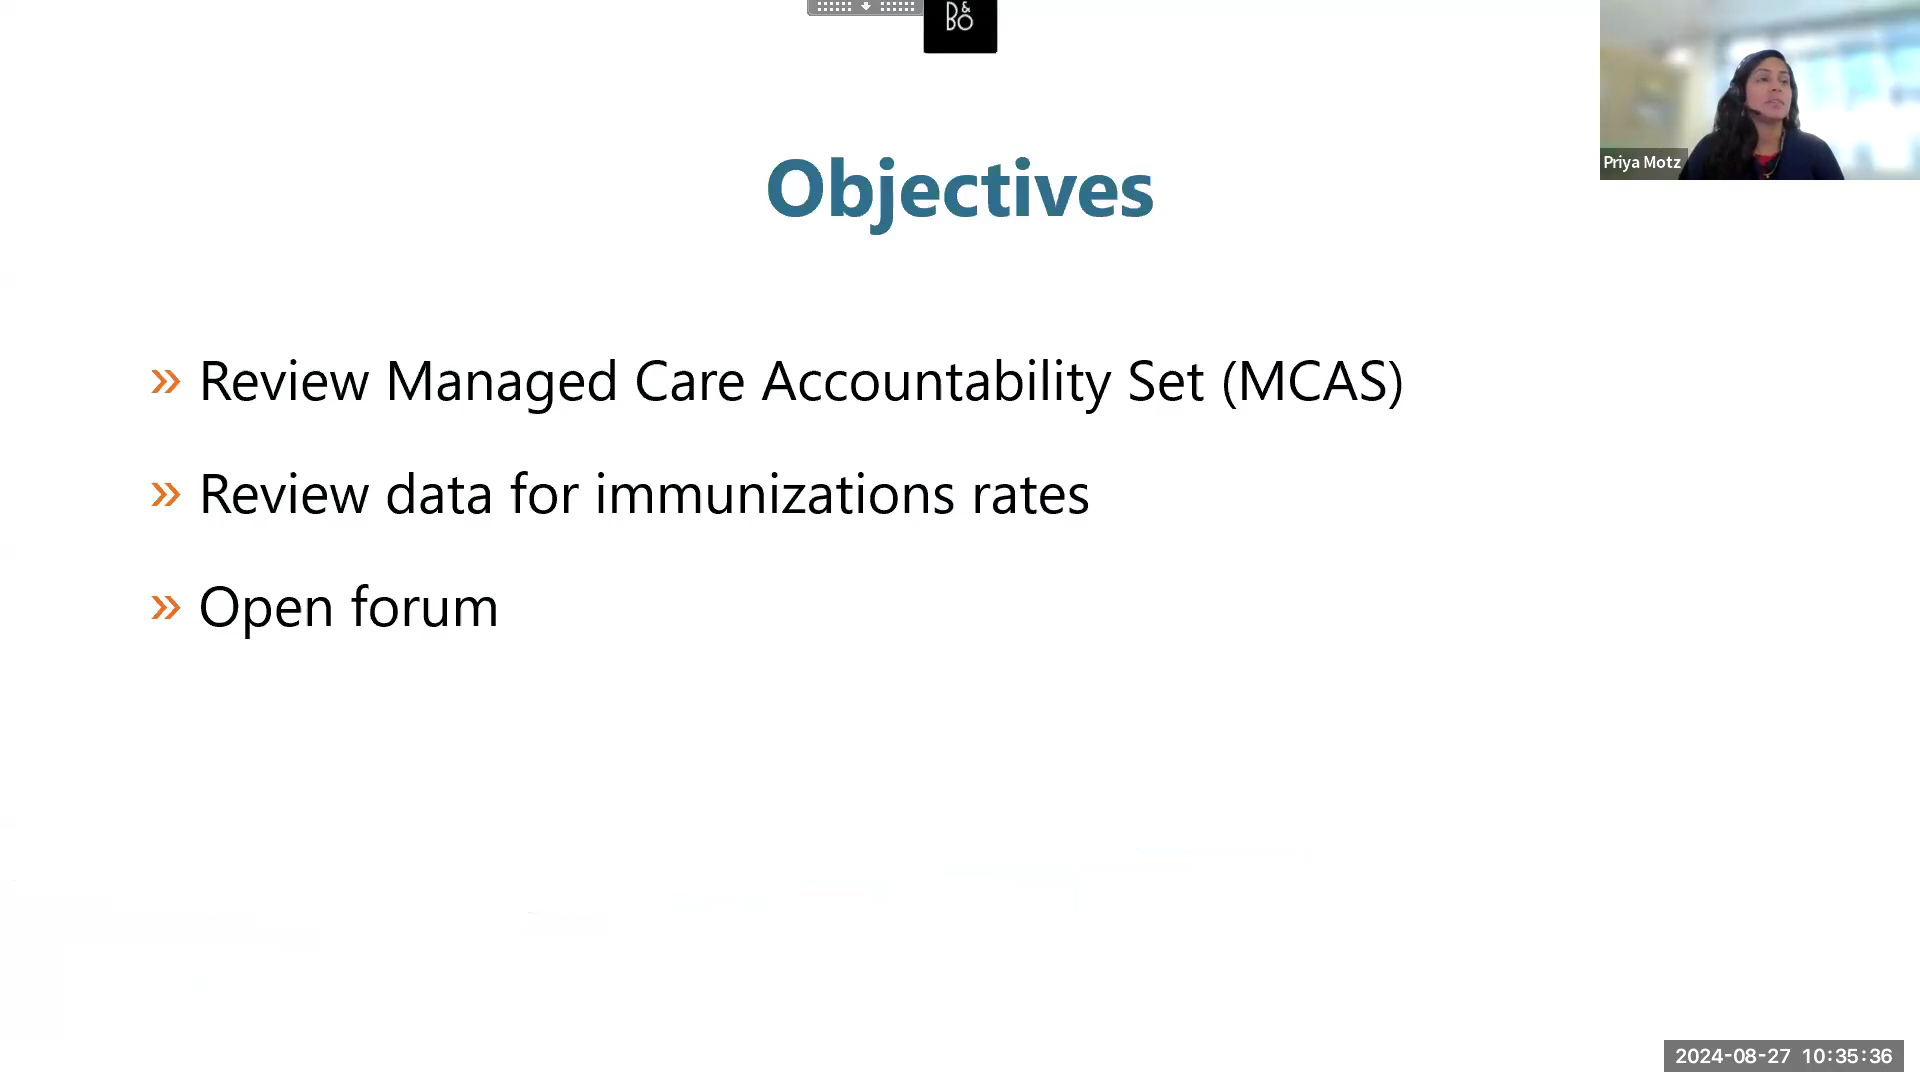 B&O
Priya Motz
Objectives
» Review Managed Care Accountability Set (MCAS)
» Review data for immunizations rates
» Open forum
2024-08-27 10:35:36